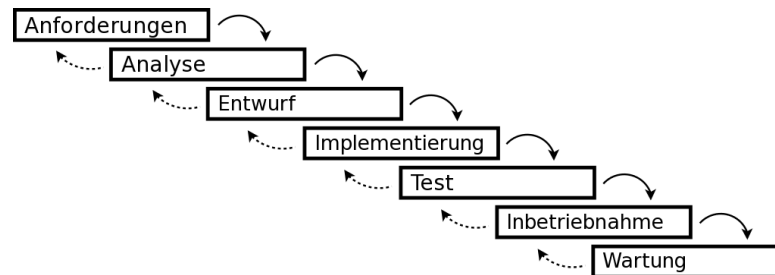 Anforderungen
Analyse
Entwurf
Implementierung
Test
Inbetriebnahme
Wartung